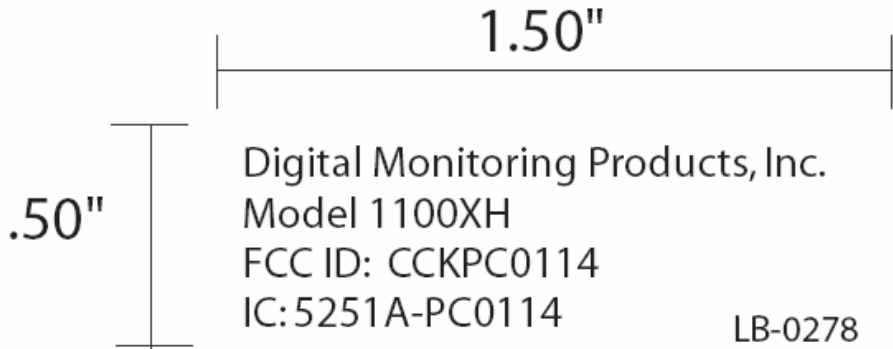 1.50"
Digital Monitoring Products, Inc.
Model 1100XH
.50"
FCC ID: CCKPC0114
IC: 5251A-PC0114
LB-0278